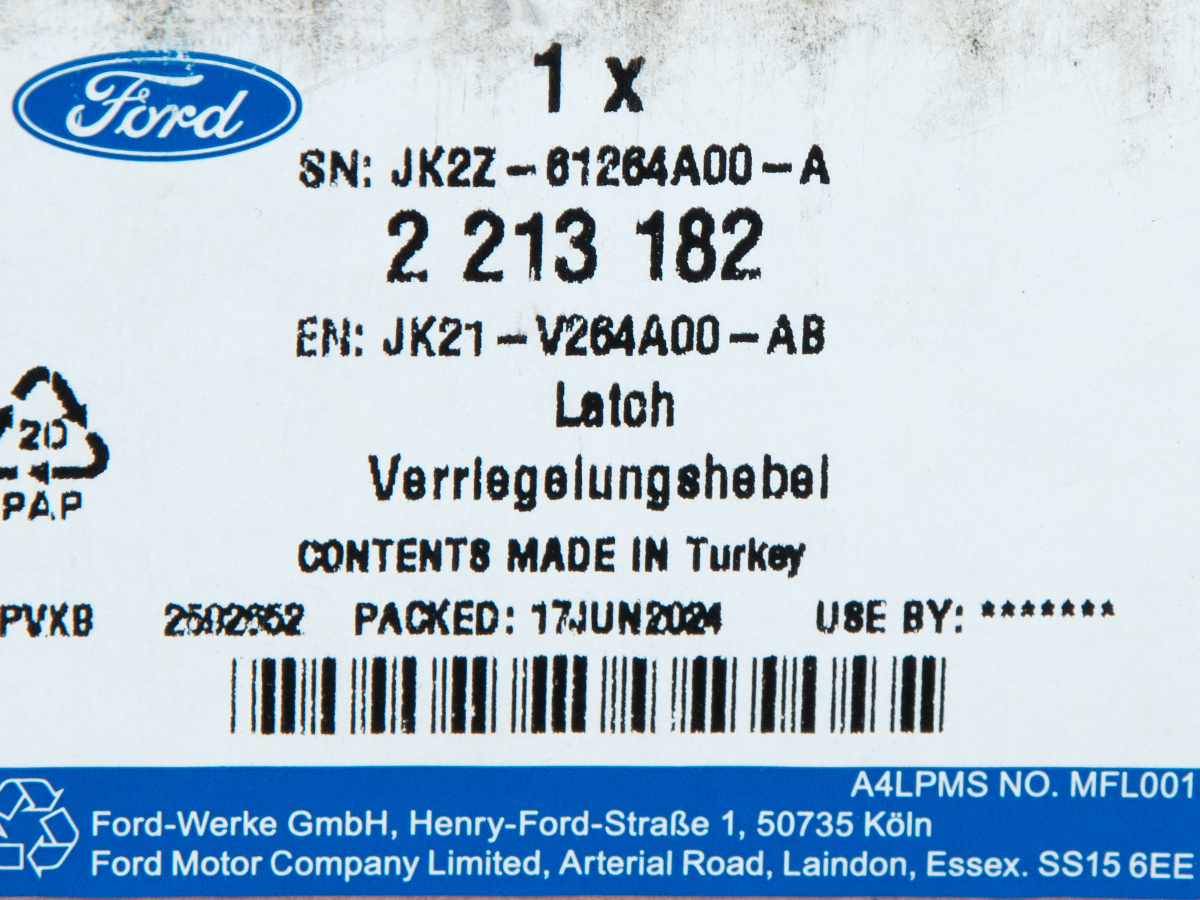 Ford
1 x
SN: JK2Z-61264A00-A
2 213 182
EN: JK21-V264A00-AB
Latch
20
PAP
Verriegelungshebel
CONTENTS MADE IN Turkey
PVXB 2502652 PACKED: 17JUN2024 USE BY: *******
A4LPMS NO. MFL001
Ford-Werke GmbH, Henry-Ford-Straße 1, 50735 Köln
Ford Motor Company Limited, Arterial Road, Laindon, Essex. SS15 6EE